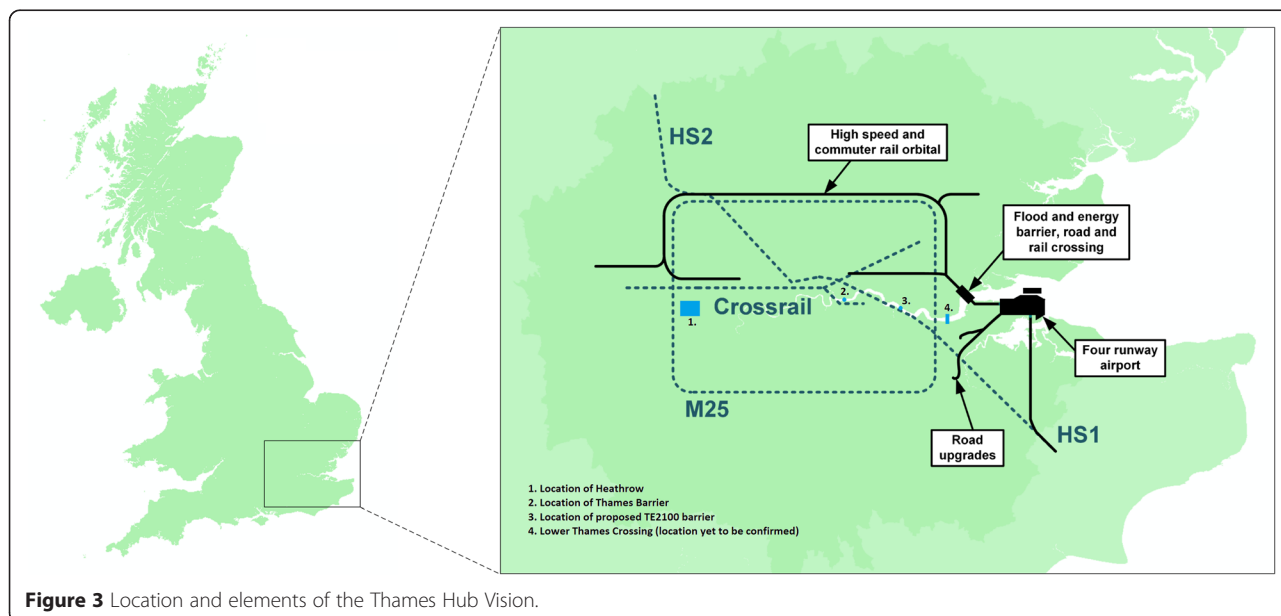 HS2
High speed and
commuter rail orbital
Flood and energy
barrier, road and
rail crossing
2.
3.
4.
Crossrail
1.
Four runway
airport
M25
Road
upgrades
HS1
1. Location of Heathrow
2. Location of Thames Barrier
3. Location of proposed TE2100 barrier
4. Lower Thames Crossing (location yet to be confirmed)
Figure 3 Location and elements of the Thames Hub Vision.